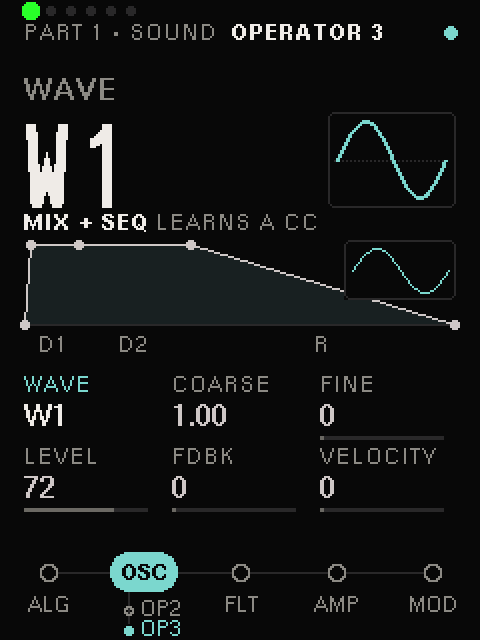 PART 1 · SOUND OPERATOR 3
WAVE
W1
MIX + SEQ LEARNS A CC
D1 D2 R
WAVE COARSE FINE
W1 1.00 0
LEVEL FDBK VELOCITY
72 0 0
OSC
ALG OP2 FLT AMP MOD
OP3